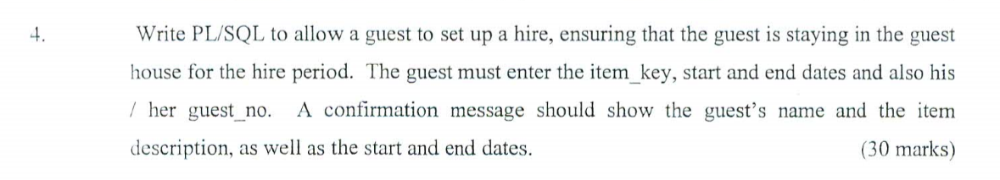 4. Write PL/SQL to allow a guest to set up a hire, ensuring that the guest is staying in the guest
house for the hire period. The guest must enter the item_key, start and end dates and also his
/ her guest_no. A confirmation message should show the guest's name and the item
description, as well as the start and end dates. (30 marks)